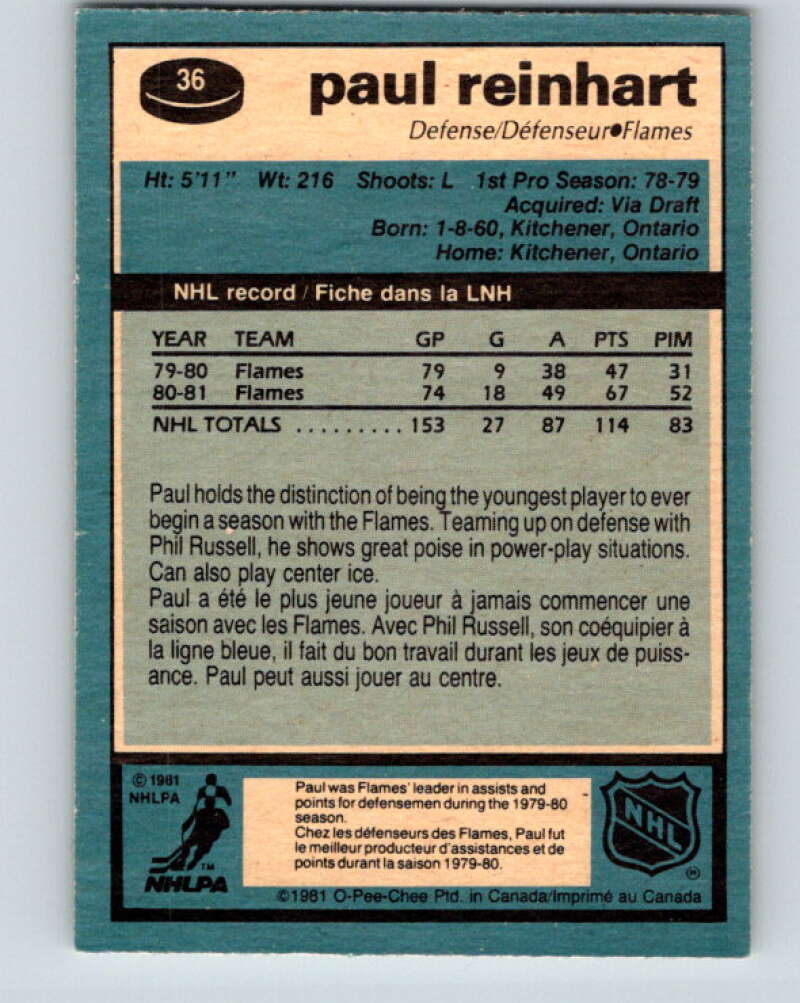 36
paul reinhart
Defense/Défenseur●Flames
Ht: 5'11" Wt: 216 Shoots: L 1st Pro Season: 78-79
Acquired: Via Draft
Born: 1-8-60, Kitchener, Ontario
Home: Kitchener, Ontario
NHL record / Fiche dans la LNH
YEAR TEAM GP G A PTS PIM
79-80 Flames 79 9 38 47 31
80-81 Flames 74 18 49 67 52
NHL TOTALS ......... 153 27 87 114 83
Paul holds the distinction of being the youngest player to ever
begin a season with the Flames. Teaming up on defense with
Phil Russell, he shows great poise in power-play situations.
Can also play center ice.
Paul a été le plus jeune joueur à jamais commencer une
saison avec les Flames. Avec Phil Russell, son coéquipier à
la ligne bleue, il fait du bon travail durant les jeux de puiss-
ance. Paul peut aussi jouer au centre.
© 1981
NHLPA
TM
NHLPA
Paul was Flames' leader in assists and
points for defensemen during the 1979-80
season.
Chez les défenseurs des Flames, Paul fut
le meilleur producteur d'assistances et de
points durant la saison 1979-80.
NHL
®
©1981 O-Pee-Chee Ptd. in Canada/Imprimé au Canada